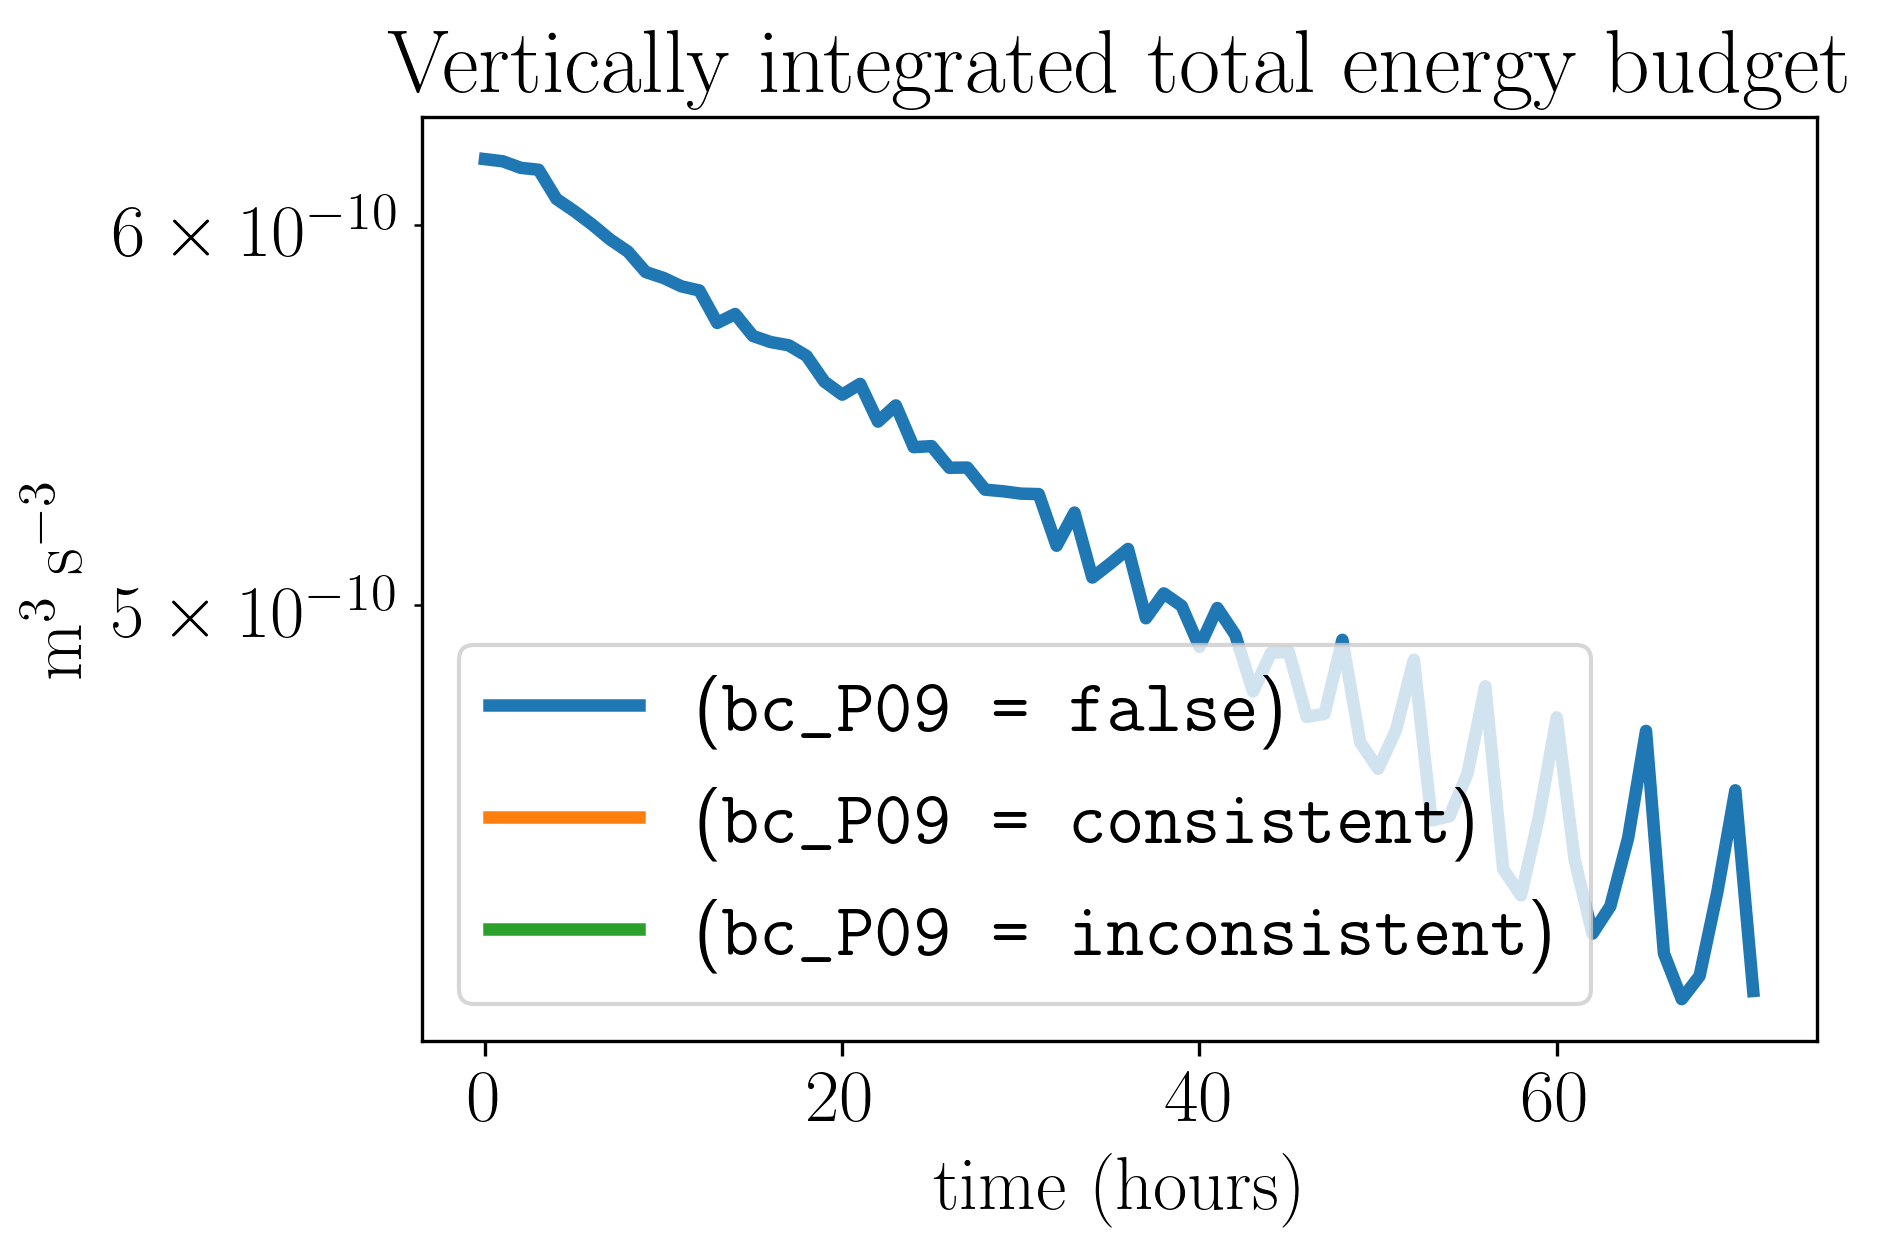 Vertically integrated total energy budget
6 × 10⁻¹⁰
5 × 10⁻¹⁰
m³ s⁻³
(bc_P09 = false)
(bc_P09 = consistent)
(bc_P09 = inconsistent)
0 20 40 60
time (hours)